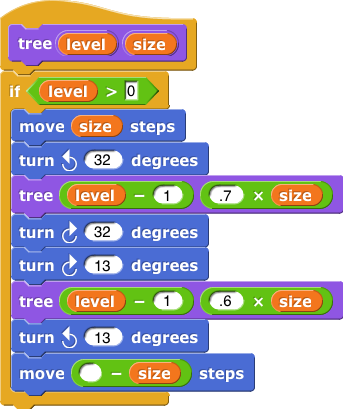 tree level size
if level > 0
move size steps
turn 32 degrees
tree level - 1 .7 × size
turn 32 degrees
turn 13 degrees
tree level - 1 .6 × size
turn 13 degrees
move - size steps